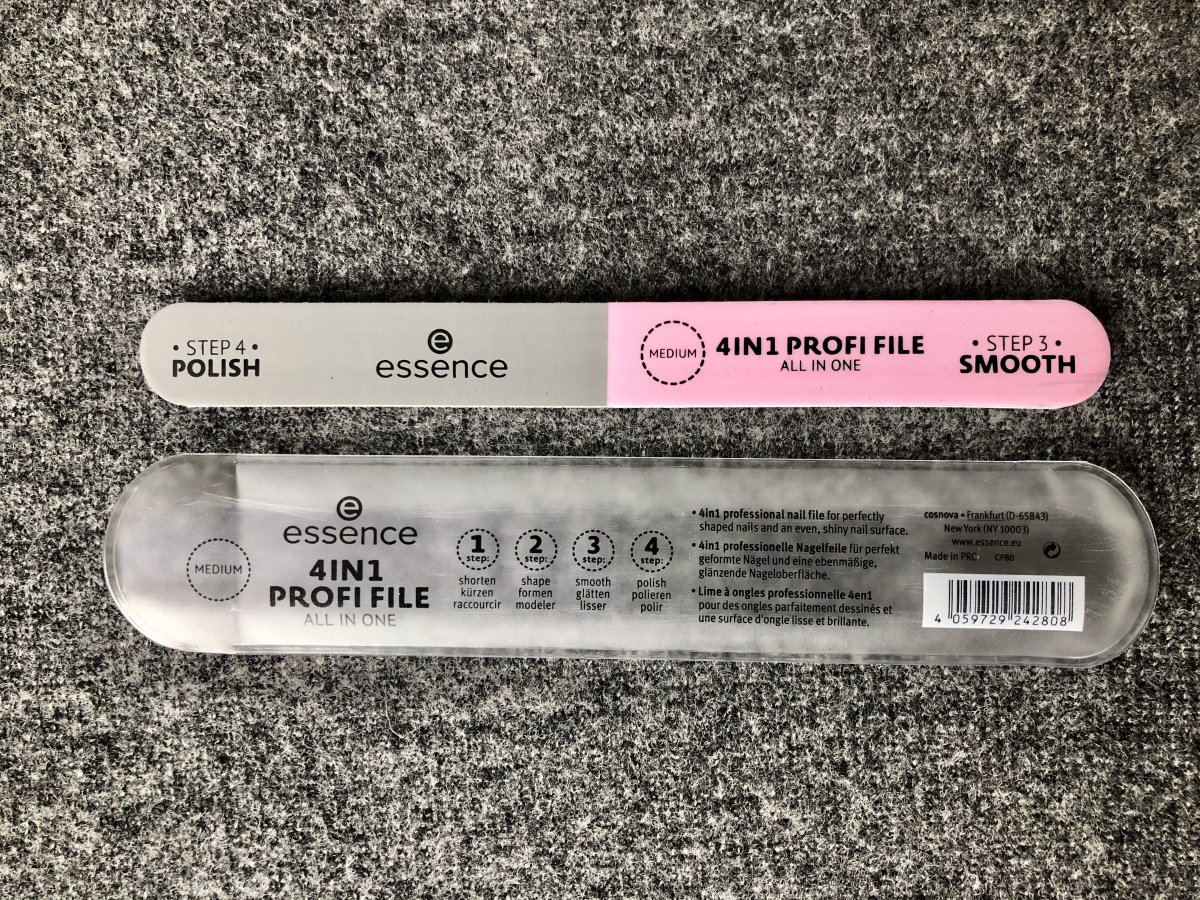 • STEP 4 •
POLISH
e
essence
MEDIUM
4IN1 PROFI FILE
ALL IN ONE
• STEP 3 •
SMOOTH
MEDIUM
e
essence
4IN1
PROFI FILE
ALL IN ONE
1
step:
shorten
kürzen
raccourcir
2
step:
shape
formen
modeler
3
step:
smooth
glätten
lisser
4
step:
polish
polieren
polir
• 4in1 professional nail file for perfectly
shaped nails and an even, shiny nail surface.
• 4in1 professionelle Nagelfeile für perfekt
geformte Nägel und eine ebenmäßige,
glänzende Nageloberfläche.
• Lime à ongles professionnelle 4en1
pour des ongles parfaitement dessinés et
une surface d'ongle lisse et brillante.
cosnova • Frankfurt (D-65843)
New York (NY 10003)
www.essence.eu
Made in PRC. CFB0
4 059729 242808